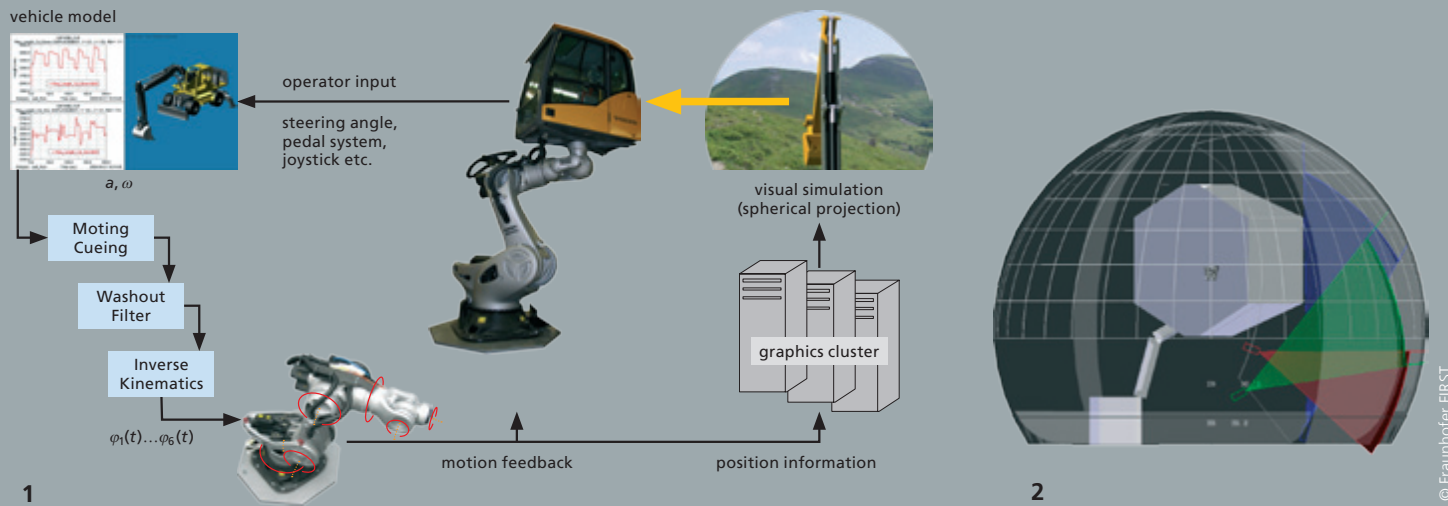 vehicle model
operator input
steering angle,
pedal system,
joystick etc.
a, ω
Moting
Cueing
Washout
Filter
Inverse
Kinematics
φ₁(t)…φ₆(t)
motion feedback
position information
visual simulation
(spherical projection)
graphics cluster
1
2
© Fraunhofer FIRST